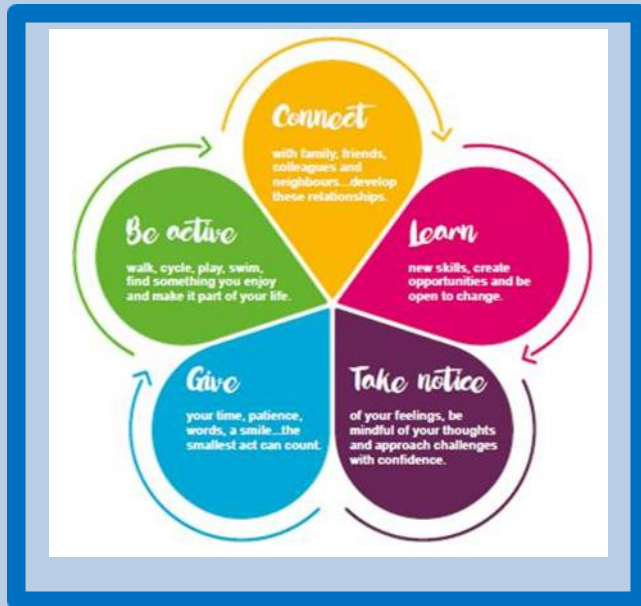 Connect
with family, friends,
colleagues and
neighbours...develop
these relationships.
Learn
new skills, create
opportunities and be
open to change.
Take notice
of your feelings, be
mindful of your thoughts
and approach challenges
with confidence.
Give
your time, patience,
words, a smile...the
smallest act can count.
Be active
walk, cycle, play, swim,
find something you enjoy
and make it part of your life.